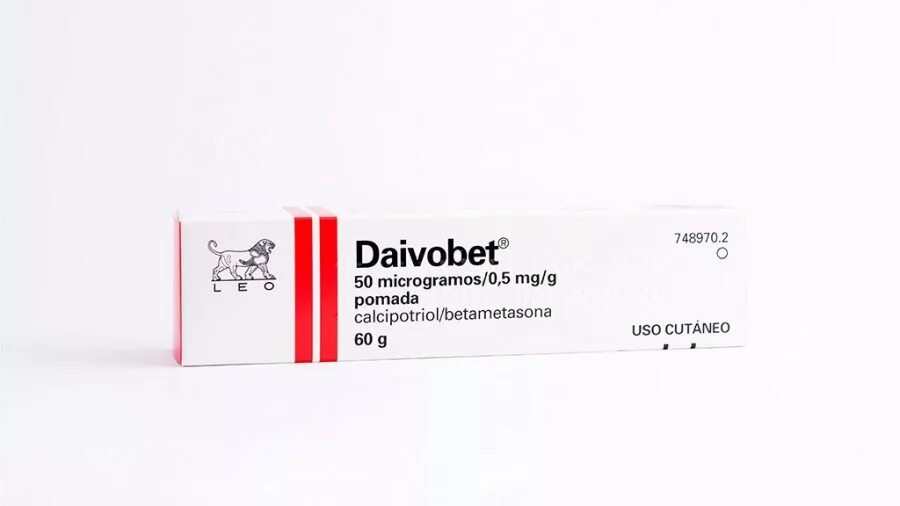 LEO
Daivobet®
50 microgramos/0,5 mg/g
pomada
calcipotriol/betametasona
60 g
748970.2
USO CUTÁNEO